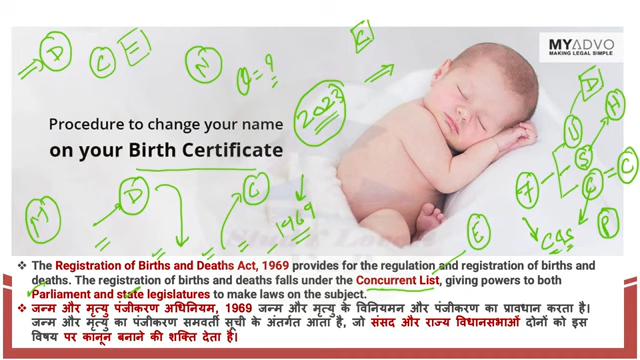 MYADVO
MAKING LEGAL SIMPLE
D
C
E
N
Q = ?
C
2023
Procedure to change your name
on your Birth Certificate
D
H
U
S
7
C = C
P
CAS
M
D
C
1969
E
❖ The Registration of Births and Deaths Act, 1969 provides for the regulation and registration of births and
deaths. The registration of births and deaths falls under the Concurrent List, giving powers to both
Parliament and state legislatures to make laws on the subject.
❖ जन्म और मृत्यु पंजीकरण अधिनियम, 1969 जन्म और मृत्यु के विनियमन और पंजीकरण का प्रावधान करता है।
जन्म और मृत्यु का पंजीकरण समवर्ती सूची के अंतर्गत आता है, जो संसद और राज्य विधानसभाओं दोनों को इस
विषय पर कानून बनाने की शक्ति देता है।